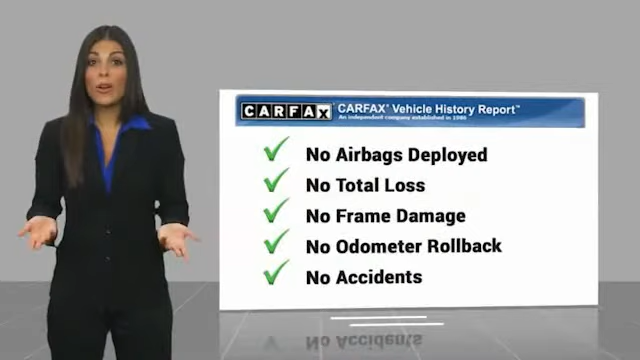 CARFAX CARFAX® Vehicle History Report™
An independent company established in 1986
No Airbags Deployed
No Total Loss
No Frame Damage
No Odometer Rollback
No Accidents